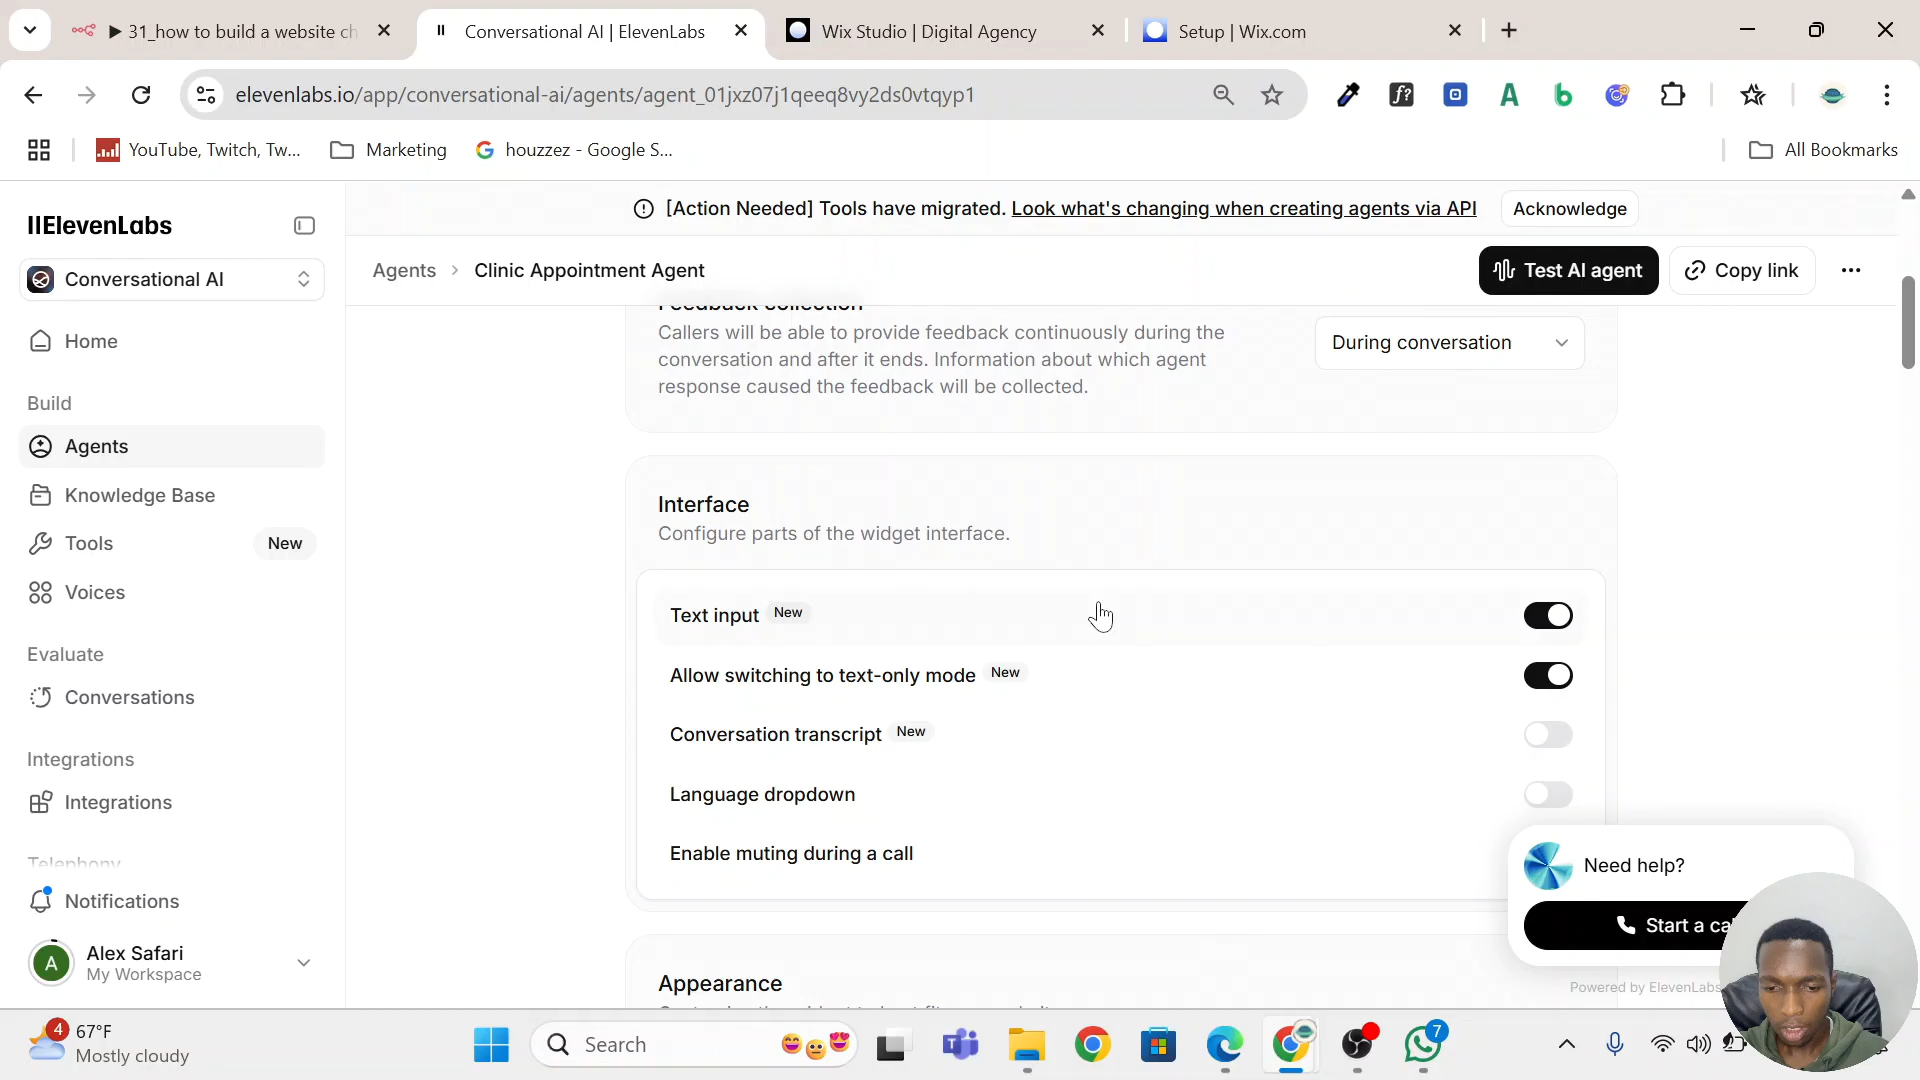 31_how to build a website ch
Conversational AI | ElevenLabs
Wix Studio | Digital Agency
Setup | Wix.com
elevenlabs.io/app/conversational-ai/agents/agent_01jxz07j1qeeq8vy2ds0vtqyp1
YouTube, Twitch, Tw...
Marketing
houzzez - Google S...
All Bookmarks
IIElevenLabs
[Action Needed] Tools have migrated. Look what's changing when creating agents via API
Acknowledge
Conversational AI
Agents > Clinic Appointment Agent
Test AI agent
Copy link
Home
Build
Agents
Knowledge Base
Tools
New
Voices
Evaluate
Conversations
Integrations
Integrations
Telephony
Notifications
A
Alex Safari
My Workspace
Feedback collection
Callers will be able to provide feedback continuously during the
conversation and after it ends. Information about which agent
response caused the feedback will be collected.
During conversation
Interface
Configure parts of the widget interface.
Text input New
Allow switching to text-only mode New
Conversation transcript New
Language dropdown
Enable muting during a call
Appearance
Need help?
Start a ca
Powered by ElevenLabs
4
67°F
Mostly cloudy
Search
7